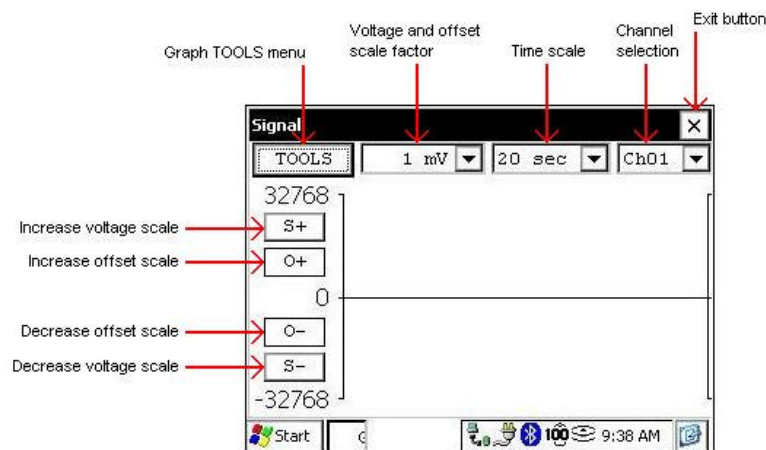 Exit button
Voltage and offset
scale factor
Channel
selection
Graph TOOLS menu
Time scale
Signal
TOOLS
1 mV
20 sec
Ch01
32768
Increase voltage scale
S+
Increase offset scale
O+
0
Decrease offset scale
O-
Decrease voltage scale
S-
-32768
Start
100
9:38 AM